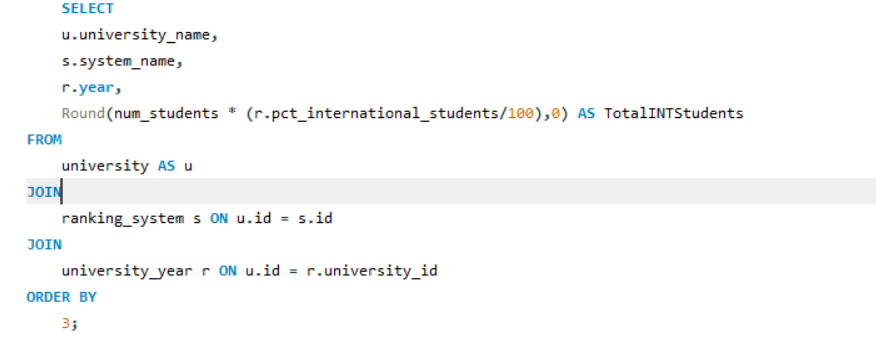 SELECT
u.university_name,
s.system_name,
r.year,
Round(num_students * (r.pct_international_students/100),0) AS TotalINTStudents
FROM
university AS u
JOIN
ranking_system s ON u.id = s.id
JOIN
university_year r ON u.id = r.university_id
ORDER BY
3;